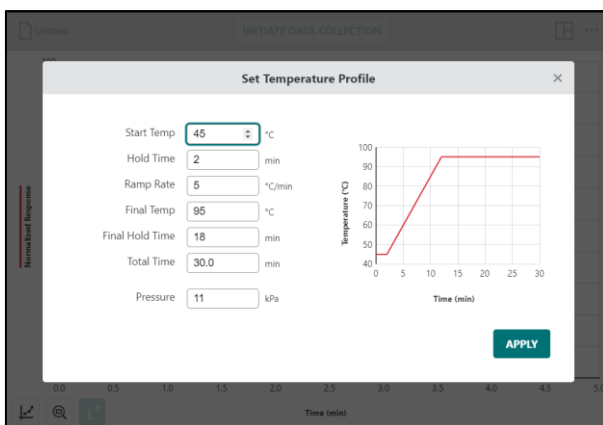 Untitled
INITIATE DATA COLLECTION
100
Set Temperature Profile
Start Temp 45 °C
Hold Time 2 min
Ramp Rate 5 °C/min
Final Temp 95 °C
Final Hold Time 18 min
Total Time 30.0 min
Pressure 11 kPa
Temperature (°C)
100
90
80
70
60
50
40
0 5 10 15 20 25 30
Time (min)
APPLY
Normalized Response
0.0 0.5 1.0 1.5 2.0 2.5 3.0 3.5 4.0 4.5 5.0
Time (min)